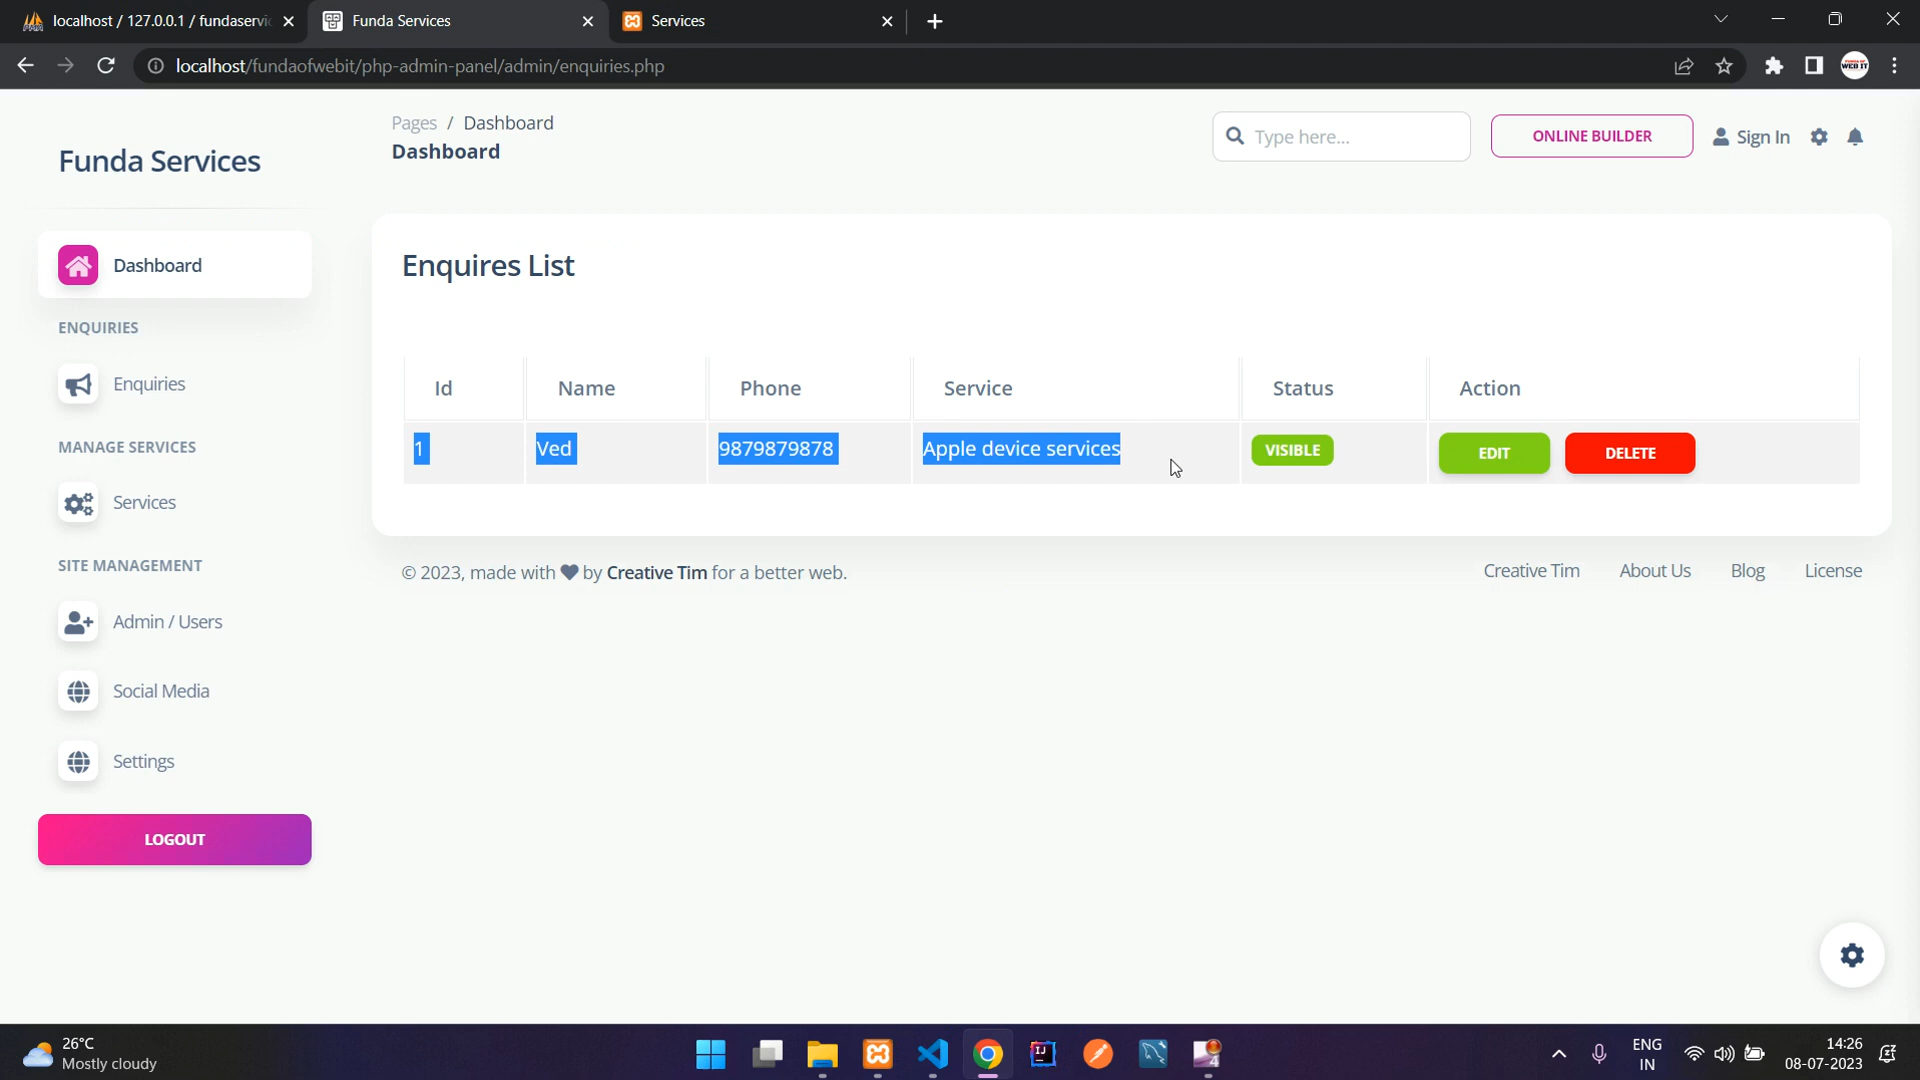 localhost / 127.0.0.1 / fundaservic
Funda Services
Services
localhost/fundaofwebit/php-admin-panel/admin/enquiries.php
Funda Services
Pages / Dashboard
Dashboard
Type here...
ONLINE BUILDER
Sign In
Dashboard
ENQUIRIES
Enquiries
MANAGE SERVICES
Services
SITE MANAGEMENT
Admin / Users
Social Media
Settings
LOGOUT
Enquires List
Id Name Phone Service Status Action
1 Ved 9879879878 Apple device services VISIBLE EDIT DELETE
© 2023, made with ♥ by Creative Tim for a better web.
Creative Tim About Us Blog License
26°C
Mostly cloudy
ENG
IN
14:26
08-07-2023